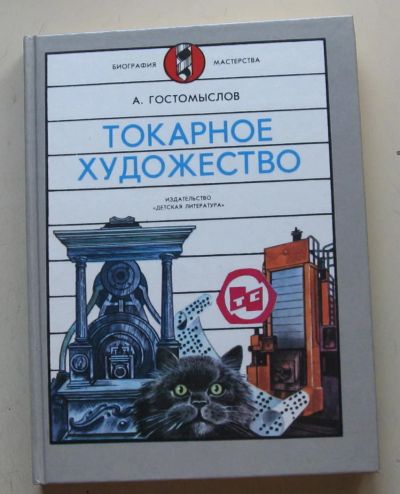 БИОГРАФИЯ МАСТЕРСТВА
А. ГОСТОМЫСЛОВ
ТОКАРНОЕ
ХУДОЖЕСТВО
ИЗДАТЕЛЬСТВО
«ДЕТСКАЯ ЛИТЕРАТУРА»